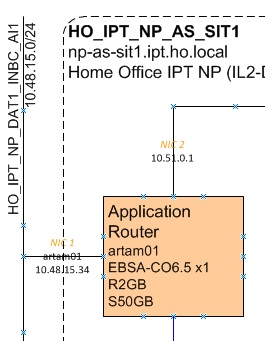 HO_IPT_NP_DAT1_INBC_AI1
10.48.15.0/24
HO_IPT_NP_AS_SIT1
np-as-sit1.ipt.ho.local
Home Office IPT NP (IL2-D
NIC 2
10.51.0.1
NIC 1
artam01
10.48.15.34
Application
Router
artam01
EBSA-CO6.5 x1
R2GB
S50GB